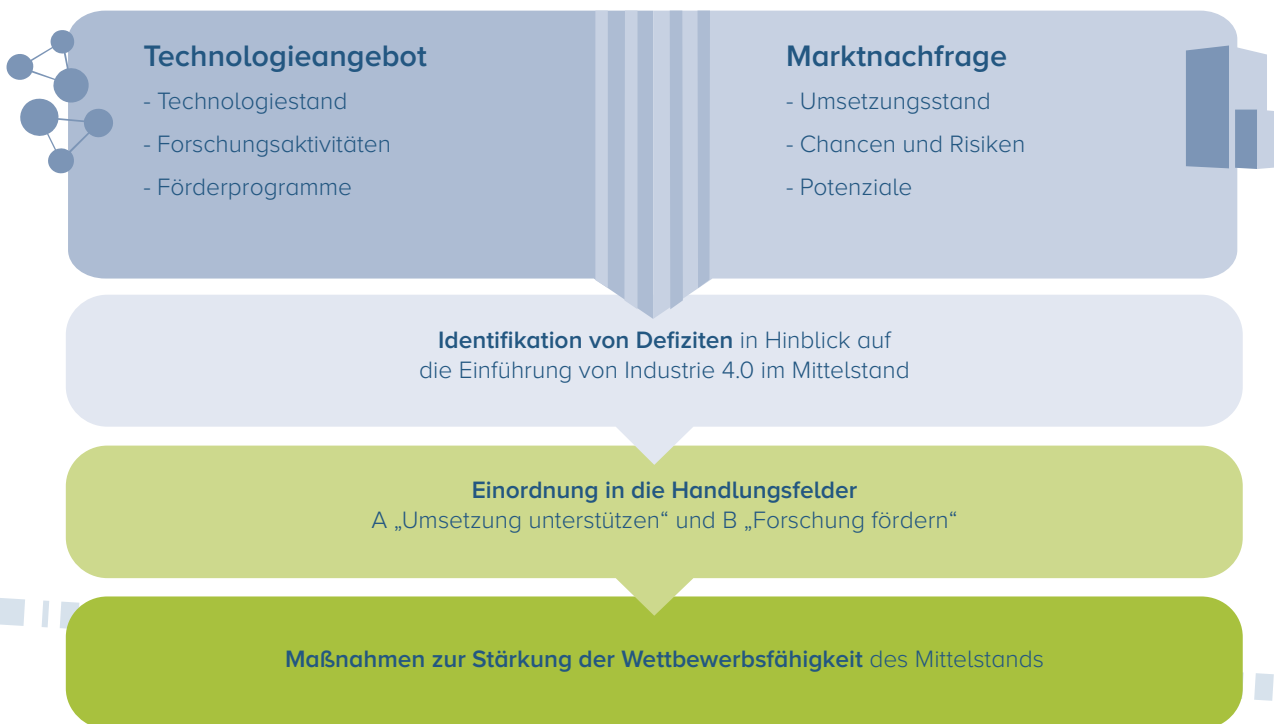 Technologieangebot
- Technologiestand
- Forschungsaktivitäten
- Förderprogramme
Marktnachfrage
- Umsetzungsstand
- Chancen und Risiken
- Potenziale
Identifikation von Defiziten in Hinblick auf
die Einführung von Industrie 4.0 im Mittelstand
Einordnung in die Handlungsfelder
A „Umsetzung unterstützen“ und B „Forschung fördern“
Maßnahmen zur Stärkung der Wettbewerbsfähigkeit des Mittelstands